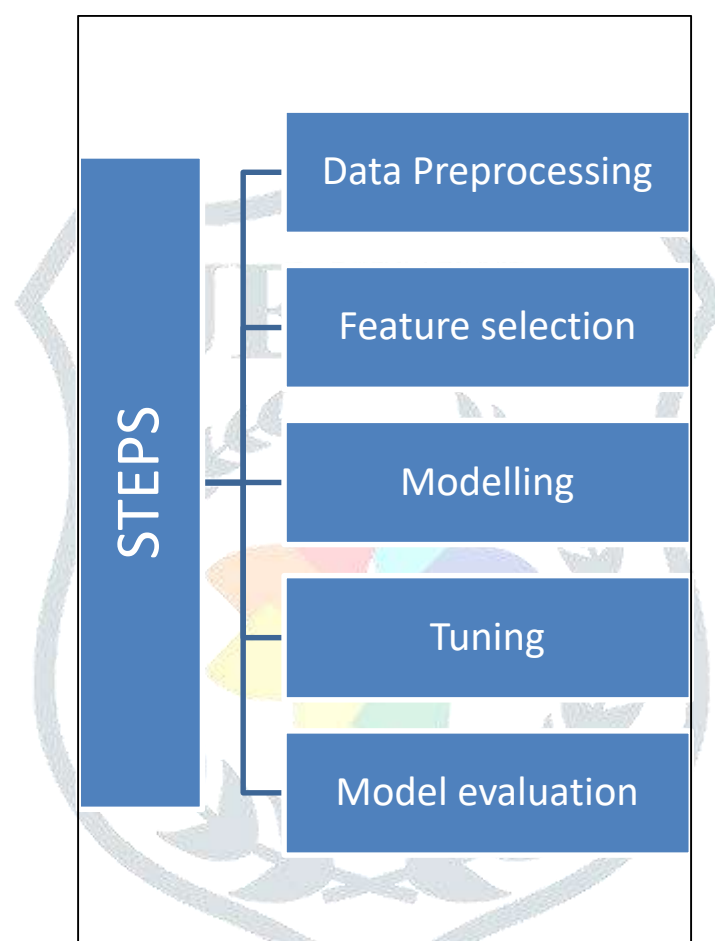 STEPS
Data Preprocessing
Feature selection
Modelling
Tuning
Model evaluation